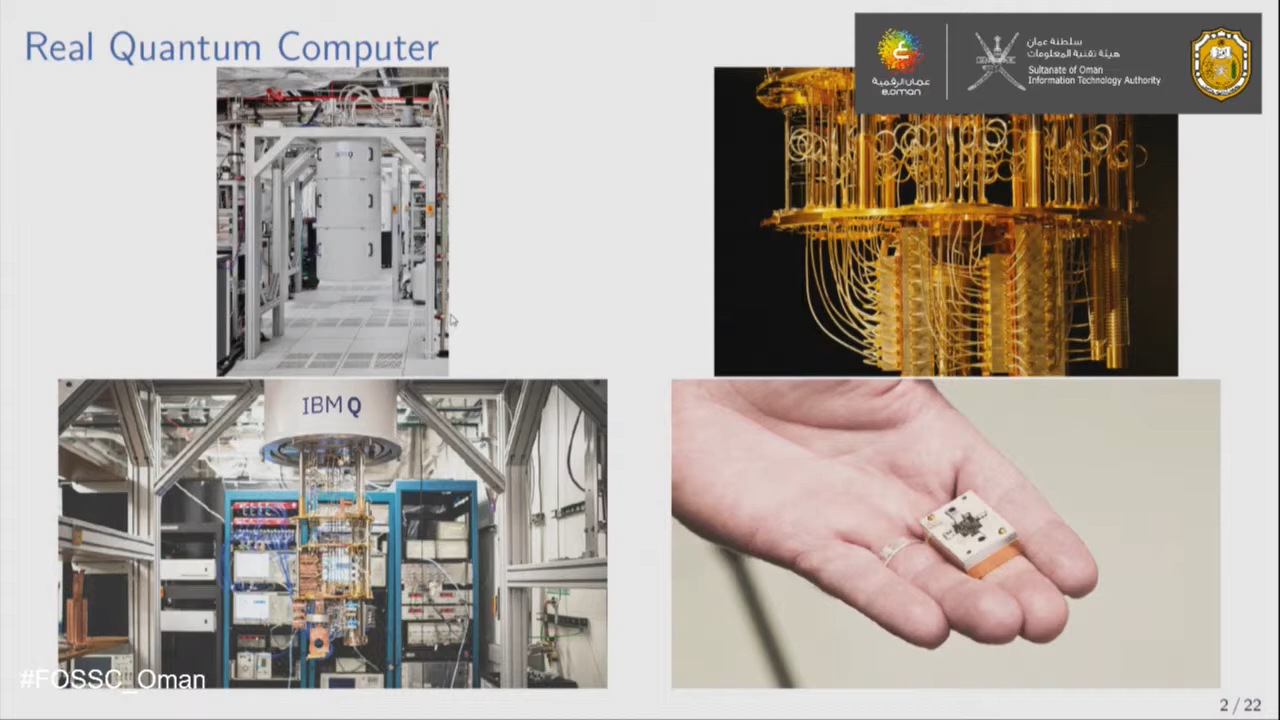 Real Quantum Computer
عمان الرقمية
e.oman
سلطنة عمان
هيئة تقنية المعلومات
Sultanate of Oman
Information Technology Authority
IBM Q
IBM Q
#FOSSC_Oman
2 / 22